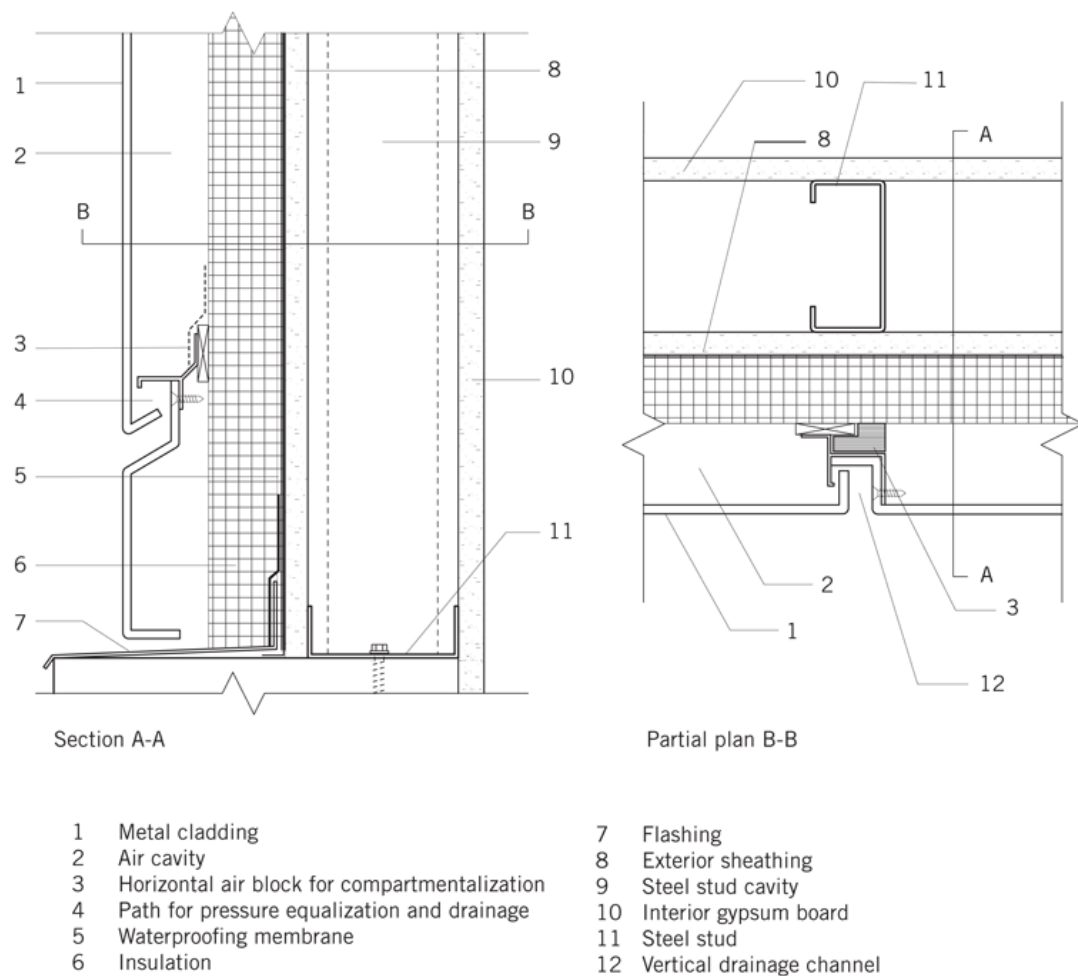 1
2
B
3
4
5
6
7
8
9
B
10
11
Section A-A
10
11
8
A
A
2
3
1
12
Partial plan B-B
1 Metal cladding
2 Air cavity
3 Horizontal air block for compartmentalization
4 Path for pressure equalization and drainage
5 Waterproofing membrane
6 Insulation
7 Flashing
8 Exterior sheathing
9 Steel stud cavity
10 Interior gypsum board
11 Steel stud
12 Vertical drainage channel